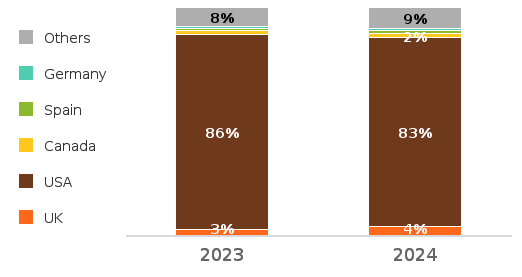 Others
Germany
Spain
Canada
USA
UK
8%
86%
3%
9%
2%
83%
4%
2023
2024